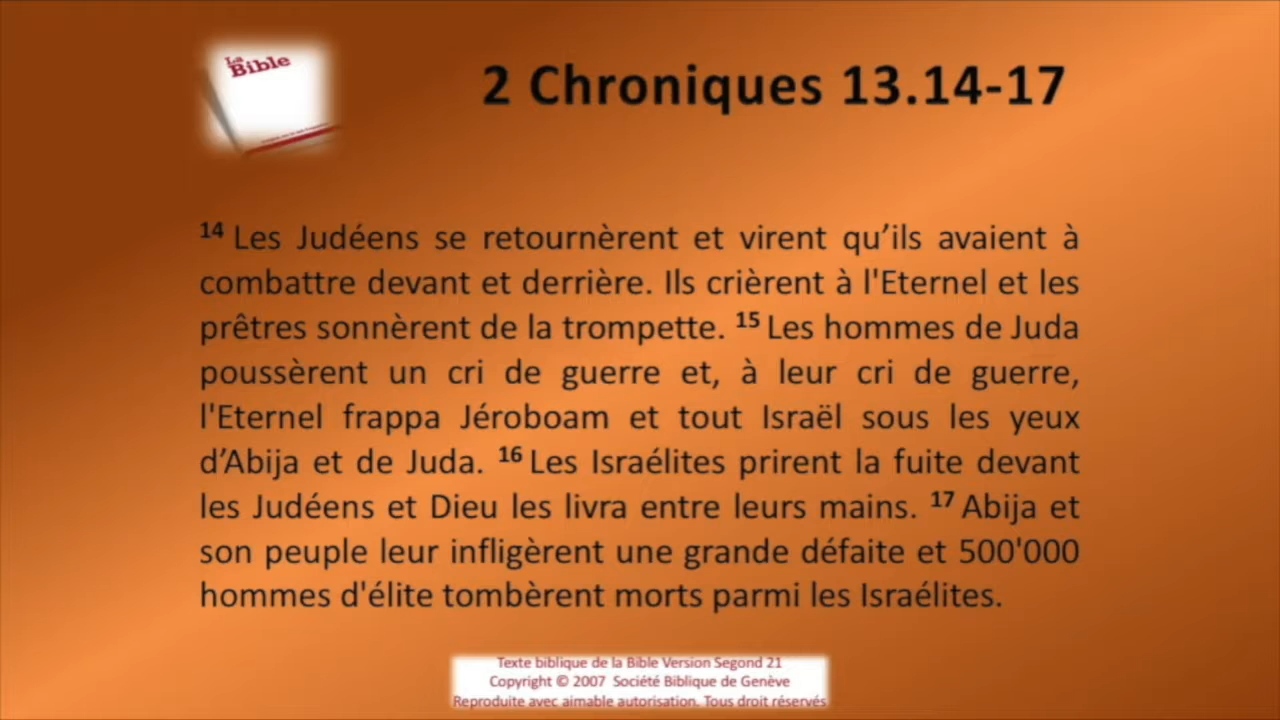 La
Bible
2 Chroniques 13.14-17
14 Les Judéens se retournèrent et virent qu’ils avaient à
combattre devant et derrière. Ils crièrent à l'Eternel et les
prêtres sonnèrent de la trompette. 15 Les hommes de Juda
poussèrent un cri de guerre et, à leur cri de guerre,
l'Eternel frappa Jéroboam et tout Israël sous les yeux
d’Abija et de Juda. 16 Les Israélites prirent la fuite devant
les Judéens et Dieu les livra entre leurs mains. 17 Abija et
son peuple leur infligèrent une grande défaite et 500'000
hommes d'élite tombèrent morts parmi les Israélites.
Texte biblique de la Bible Version Segond 21
Copyright © 2007 Société Biblique de Genève
Reproduite avec aimable autorisation. Tous droit réservés